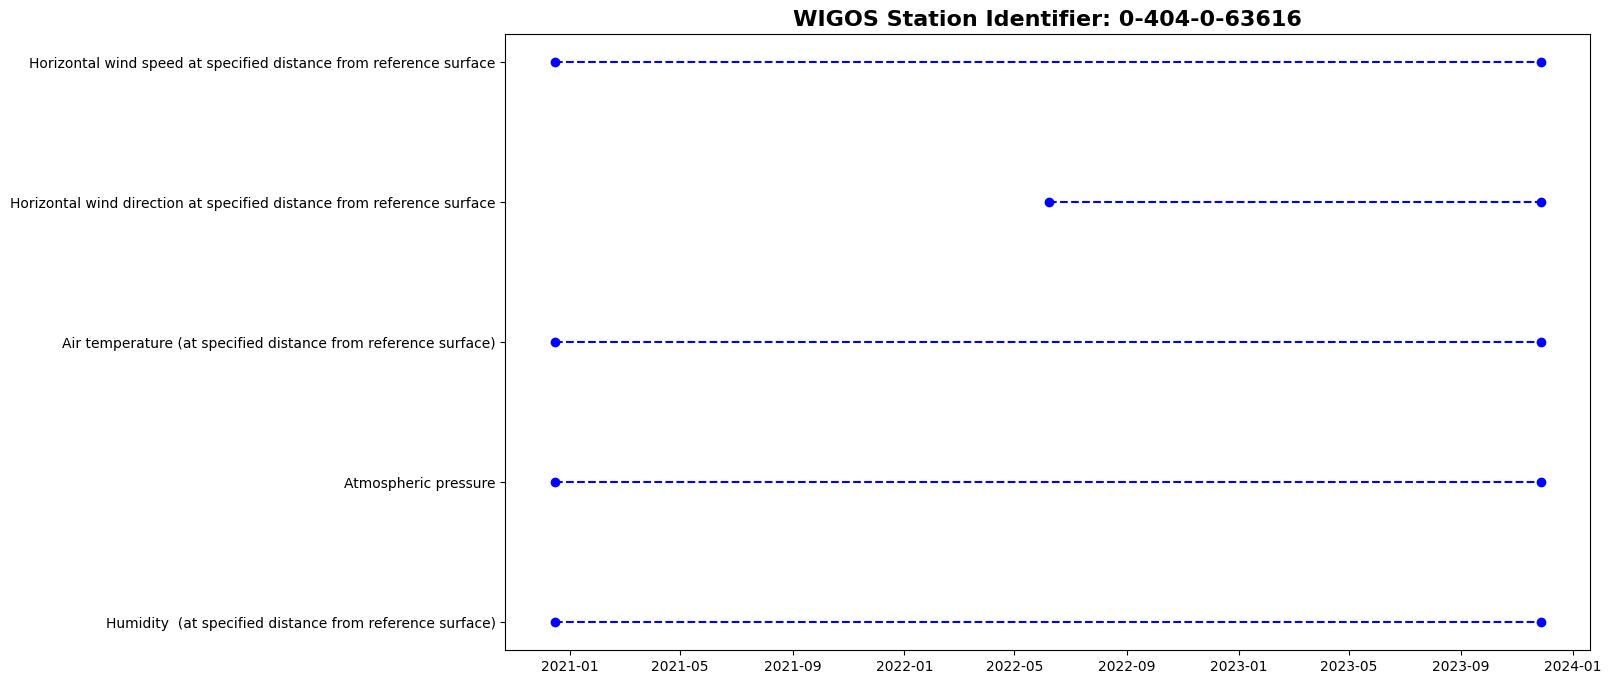 WIGOS Station Identifier: 0-404-0-63616
Horizontal wind speed at specified distance from reference surface
Horizontal wind direction at specified distance from reference surface
Air temperature (at specified distance from reference surface)
Atmospheric pressure
Humidity  (at specified distance from reference surface)
2021-01 2021-05 2021-09 2022-01 2022-05 2022-09 2023-01 2023-05 2023-09 2024-01